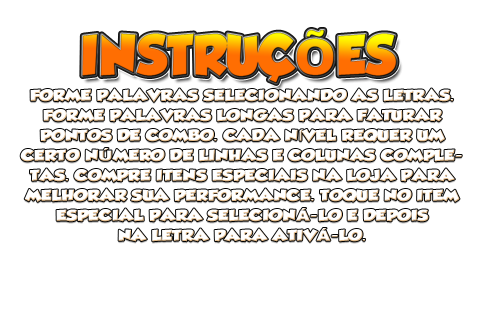 INSTRUÇÕES
FORME PALAVRAS SELECIONANDO AS LETRAS.
FORME PALAVRAS LONGAS PARA FATURAR
PONTOS DE COMBO. CADA NÍVEL REQUER UM
CERTO NÚMERO DE LINHAS E COLUNAS COMPLE-
TAS. COMPRE ITENS ESPECIAIS NA LOJA PARA
MELHORAR SUA PERFORMANCE. TOQUE NO ITEM
ESPECIAL PARA SELECIONÁ-LO E DEPOIS
NA LETRA PARA ATIVÁ-LO.